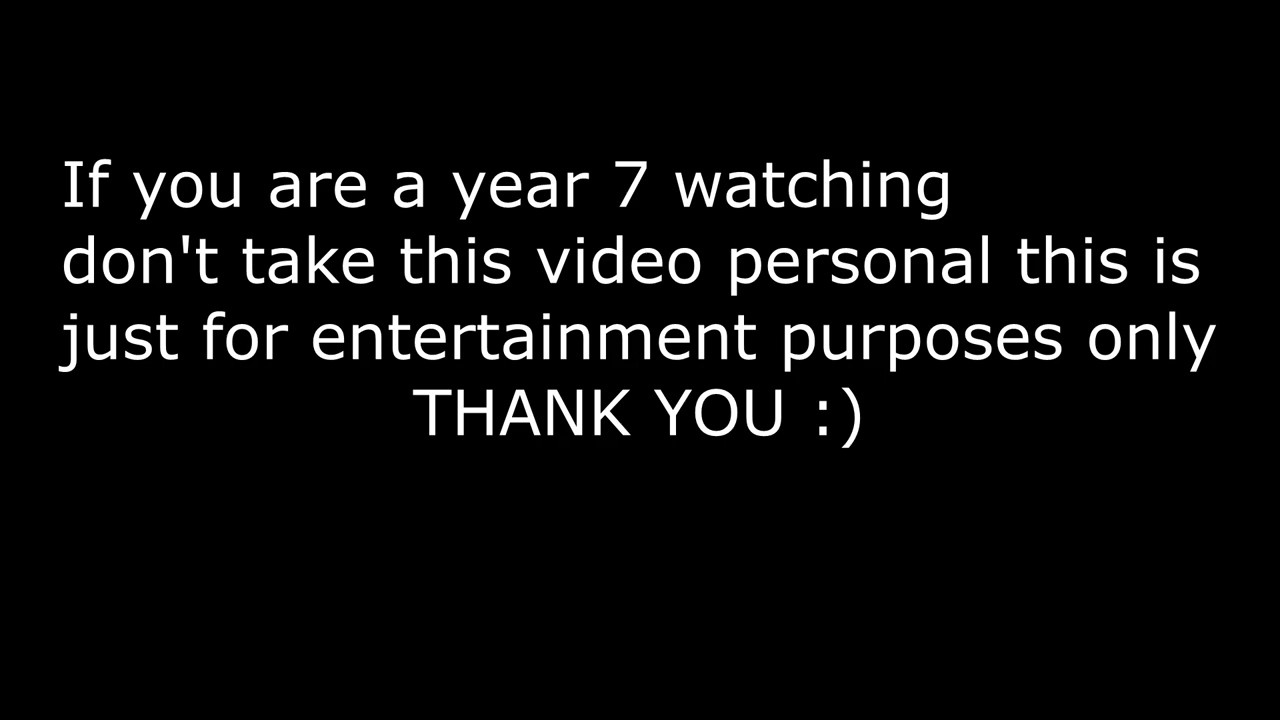 If you are a year 7 watching
don't take this video personal this is
just for entertainment purposes only
THANK YOU :)